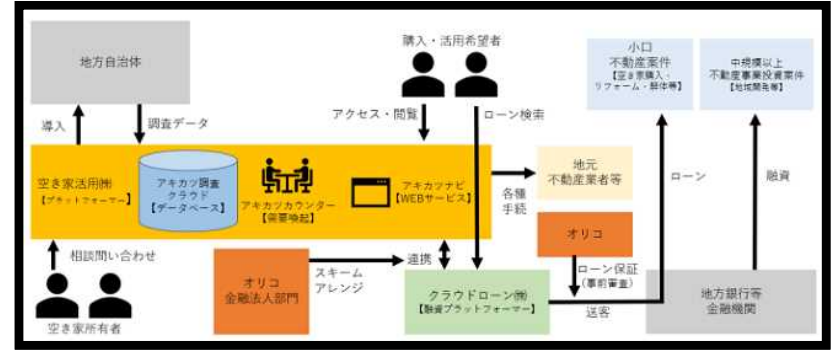 地方自治体
購入・活用希望者
小口
不動産案件
【空き家購入・
リフォーム・解体等】
中規模以上
不動産事業投資案件
【地域開発等】
導入
調査データ
アクセス・閲覧
ローン検索
空き家活用㈱
【プラットフォーマー】
アキカツ調査
クラウド
【データベース】
アキカツカウンター
【需要喚起】
アキカツナビ
【WEBサービス】
各種
手続
地元
不動産業者等
ローン
融資
相談問い合わせ
空き家所有者
オリコ
金融法人部門
スキーム
アレンジ
連携
オリコ
ローン保証
(事前審査)
クラウドローン㈱
【融資プラットフォーマー】
送客
地方銀行等
金融機関